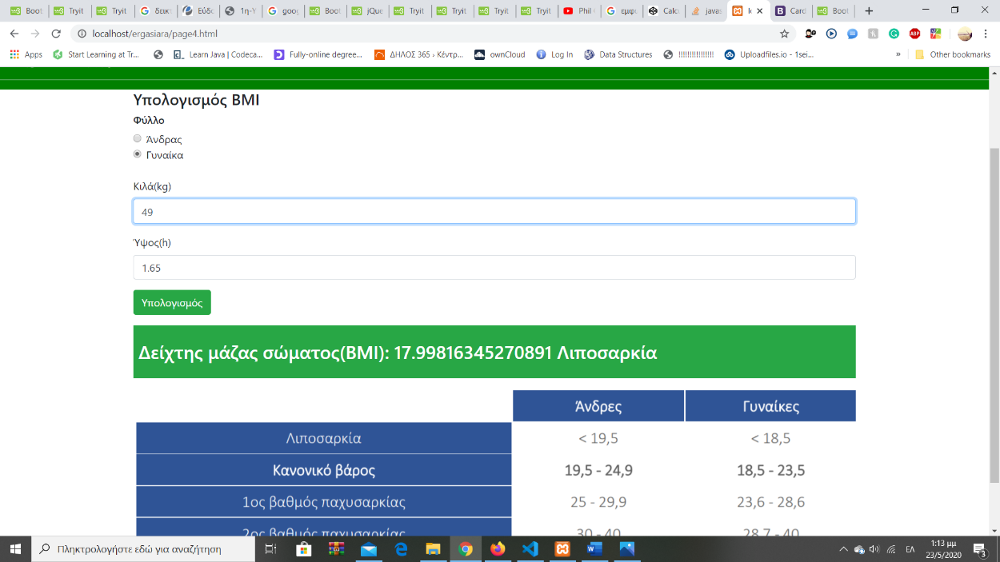 Boot
Tryit
Tryit
δεικτ
Εύδο
1η-Υ
goog
Boot
jQue
Tryit
Tryit
Tryit
Tryit
Phil
εμφα
Calcu
javas
Card
Boot
localhost/ergasiara/page4.html
Apps
Start Learning at Tr...
Learn Java | Codeca...
Fully-online degree...
ΔΗΛΟΣ 365 › Κέντρ...
ownCloud
Log In
Data Structures
!!!!!!!!!!!!!!!!
Uploadfiles.io - 1sei...
»
Other bookmarks
Υπολογισμός BMI
Φύλλο
Άνδρας
Γυναίκα
Κιλά(kg)
49
Ύψος(h)
1.65
Υπολογισμός
Δείχτης μάζας σώματος(BMI): 17.99816345270891 Λιποσαρκία
Άνδρες Γυναίκες
Λιποσαρκία < 19,5 < 18,5
Κανονικό βάρος 19,5 - 24,9 18,5 - 23,5
1ος βαθμός παχυσαρκίας 25 - 29,9 23,6 - 28,6
2ος βαθμός παχυσαρκίας 30 - 40 28,7 - 40
Πληκτρολογήστε εδώ για αναζήτηση
ΕΛ
1:13 μμ
23/5/2020
3